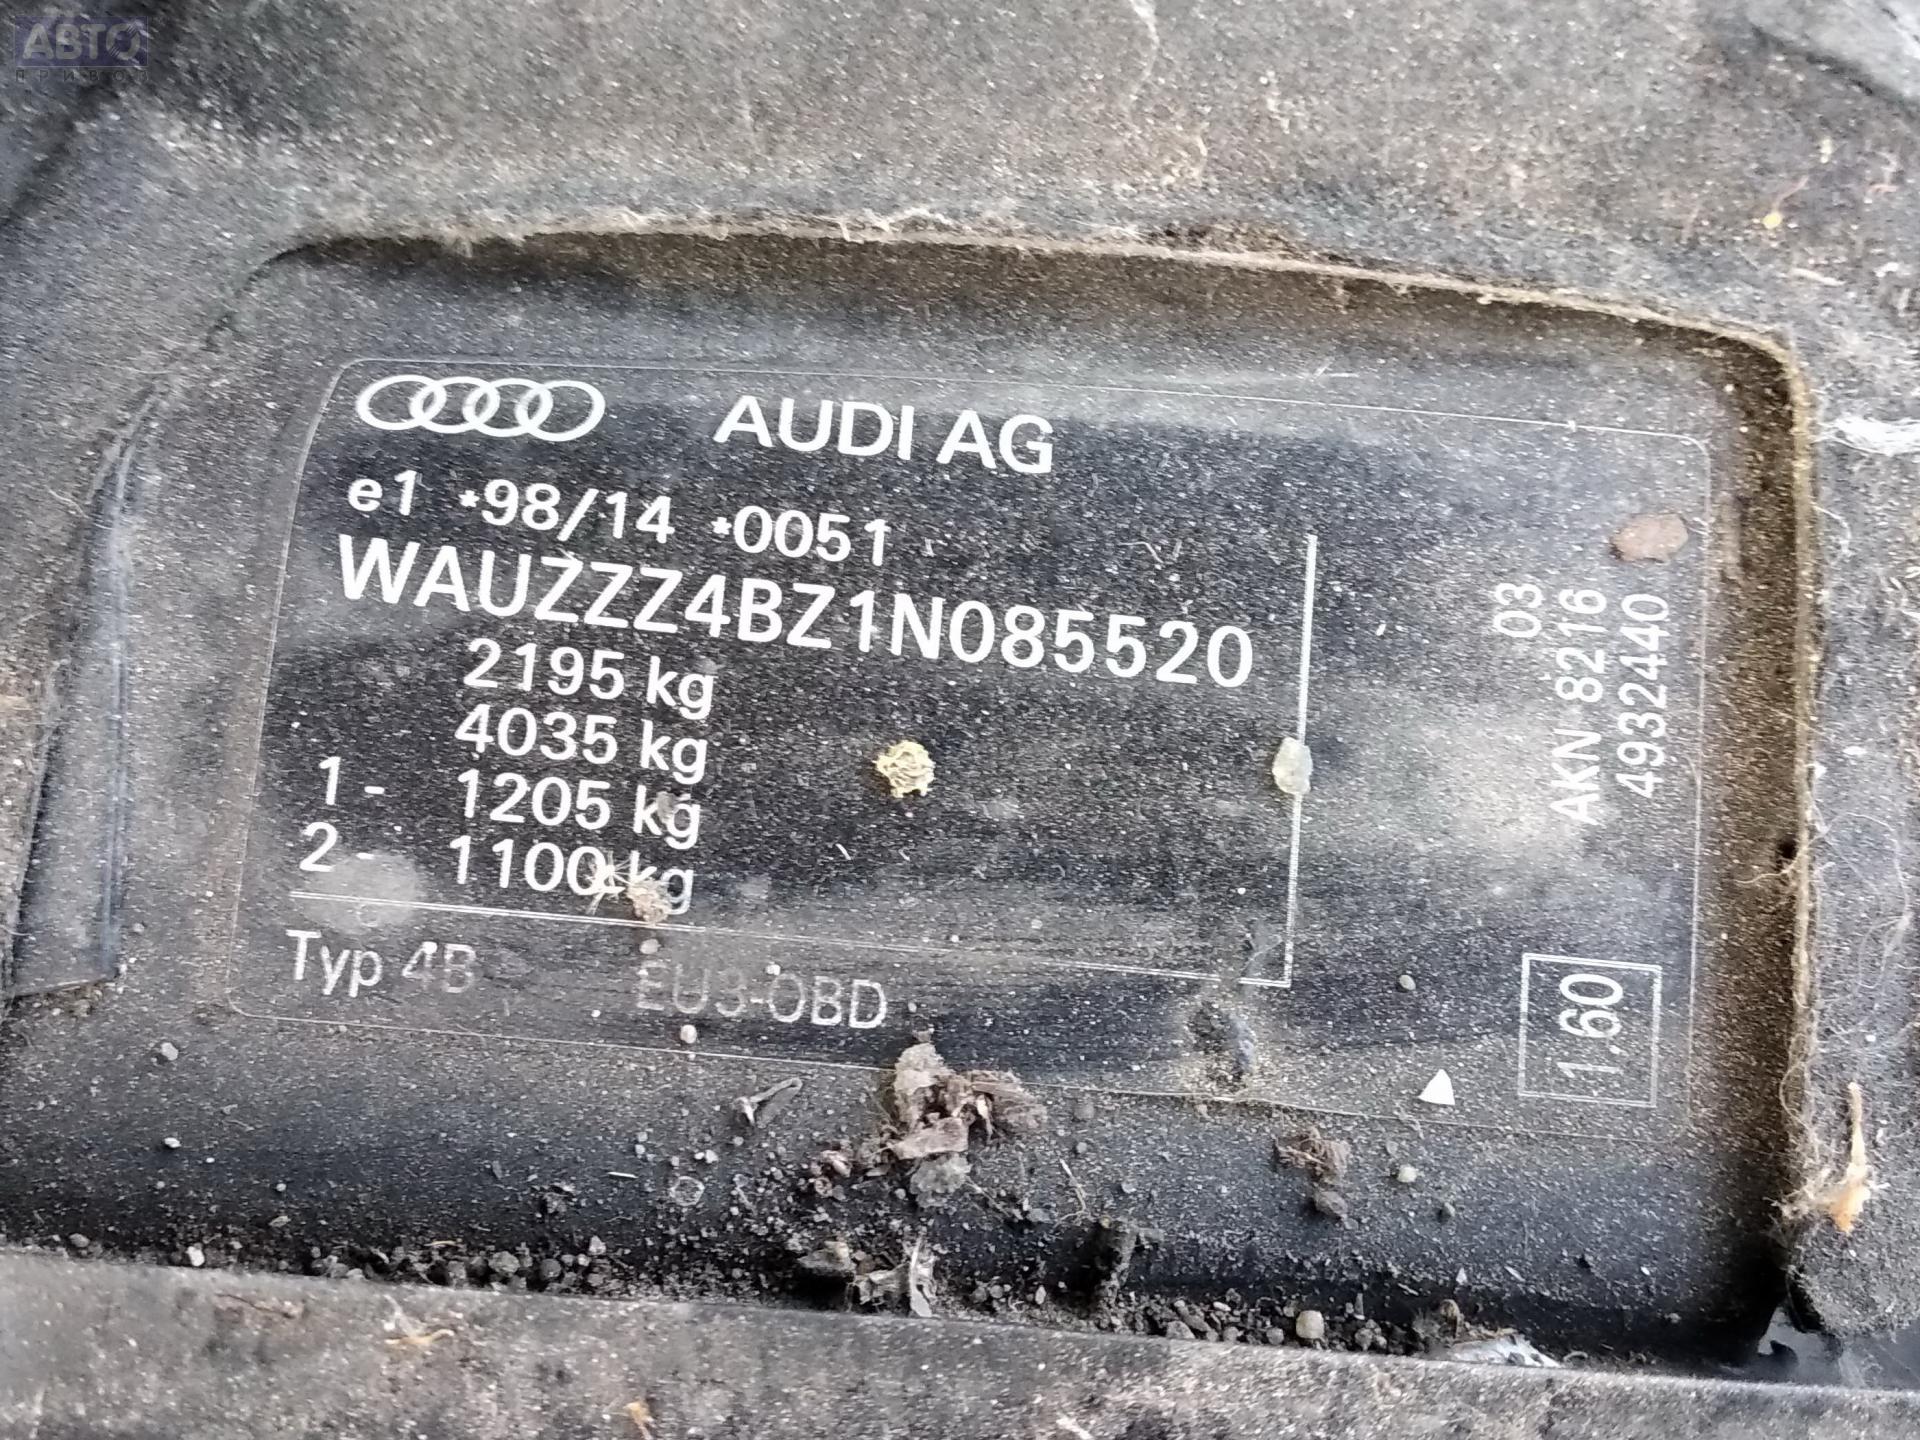 АВТО
ПРИВОЗ
AUDI AG
e1 *98/14 *0051
WAUZZZ4BZ1N085520
2195 kg
4035 kg
1- 1205 kg
2- 1100 kg
Typ 4B EU3-OBD
03
AKN 8216
4932440
1.60